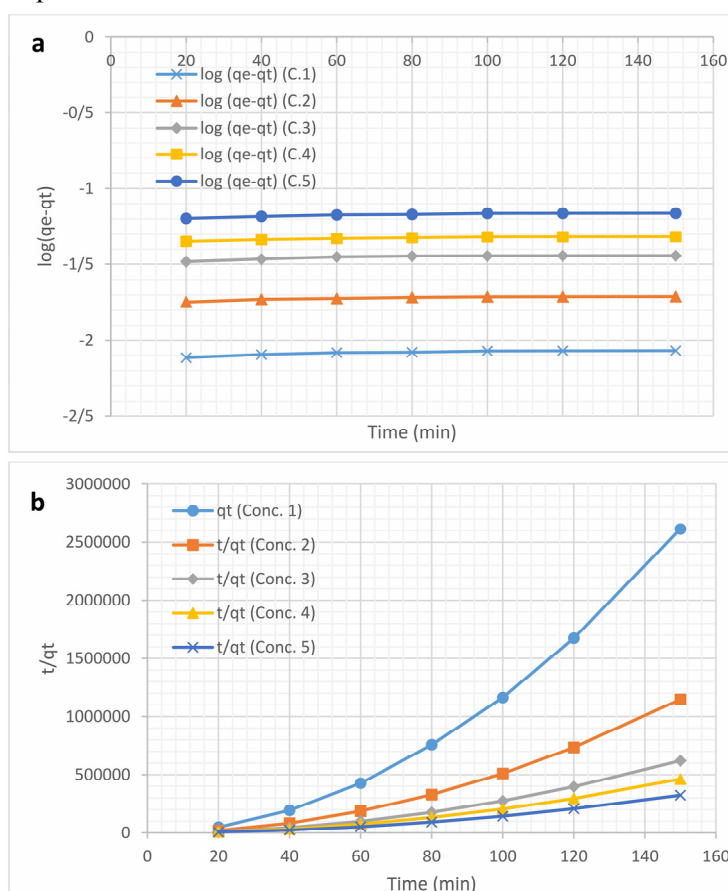 a
0
0 20 40 60 80 100 120 140 160
log (qe-qt) (C.1)
-0/5
log (qe-qt) (C.2)
log (qe-qt) (C.3)
log (qe-qt) (C.4)
log (qe-qt) (C.5)
-1
-1/5
-2
-2/5
log(qe-qt)
Time (min)
b
3000000
2500000
2000000
1500000
1000000
500000
0
t/qt
qt (Conc. 1)
t/qt (Conc. 2)
t/qt (Conc. 3)
t/qt (Conc. 4)
t/qt (Conc. 5)
0 20 40 60 80 100 120 140 160
Time (min)